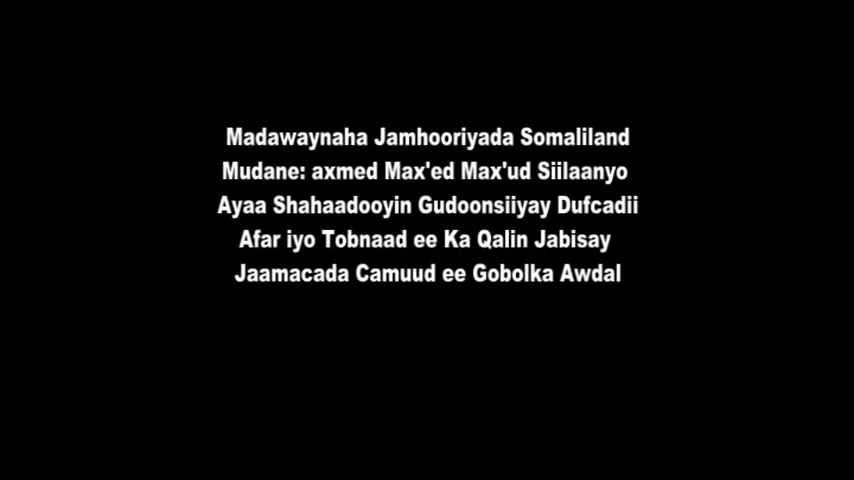 Madawaynaha Jamhooriyada Somaliland
Mudane: axmed Max'ed Max'ud Siilaanyo
Ayaa Shahaadooyin Gudoonsiiyay Dufcadii
Afar iyo Tobnaad ee Ka Qalin Jabisay
Jaamacada Camuud ee Gobolka Awdal